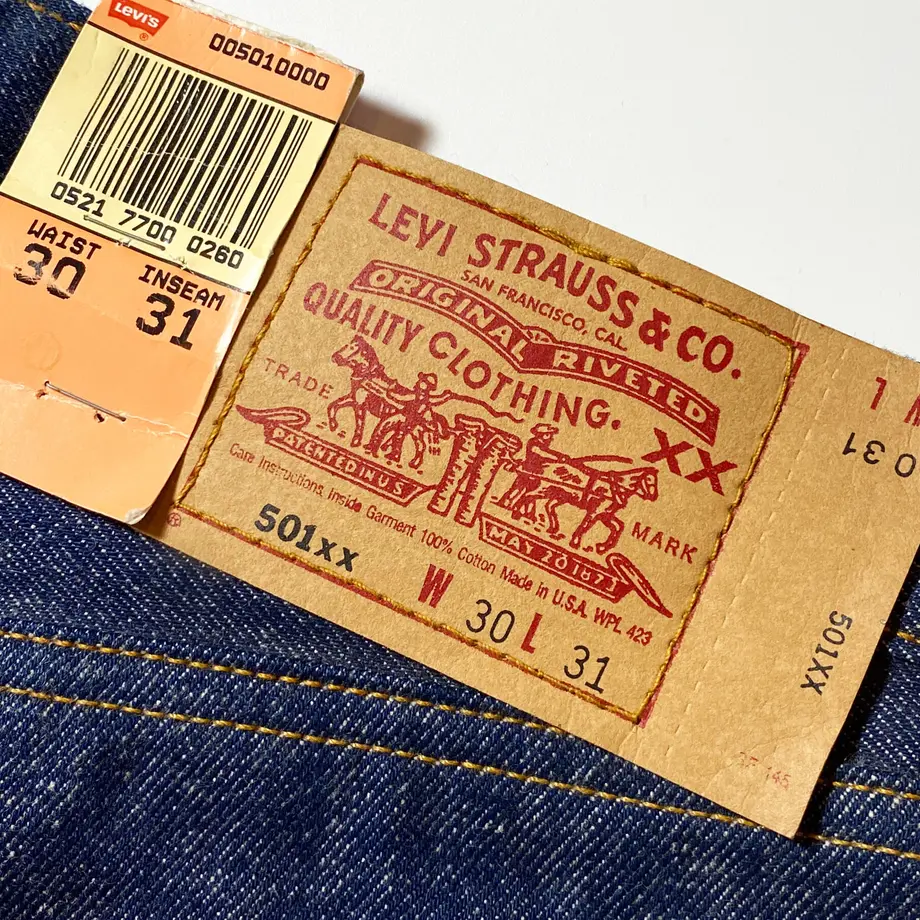 LEVI'S
®
005010000
0521 7700 0260
WAIST
30
INSEAM
31
LEVI STRAUSS & CO.
SAN FRANCISCO, CAL
ORIGINAL RIVETED
QUALITY CLOTHING.
TRADE
XX
MARK
PATENTED IN U.S.
MAY 20 1873
Care Instructions Inside Garment 100% Cotton Made in U.S.A. WPL 423
®
501XX
W 30 L 31
0 31
501XX